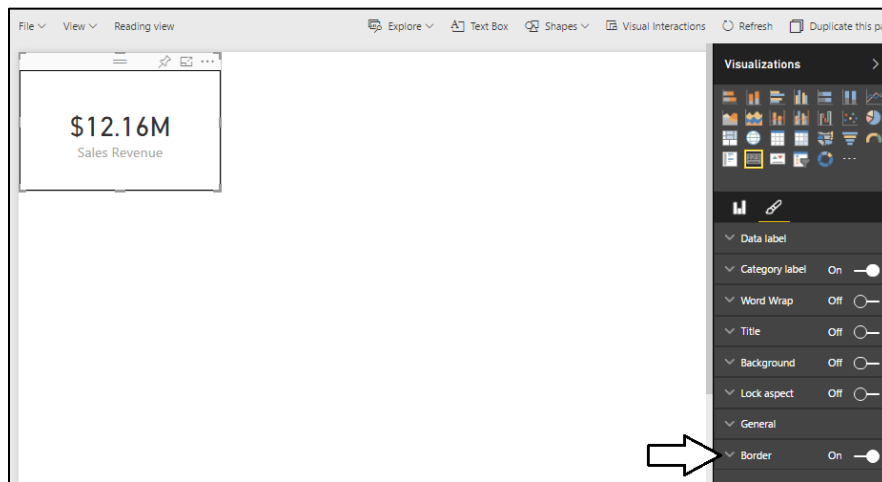 File View Reading view Explore Text Box Shapes Visual Interactions Refresh Duplicate this pa
Visualizations
$12.16M
Sales Revenue
Data label
Category label On
Word Wrap Off
Title Off
Background Off
Lock aspect Off
General
Border On